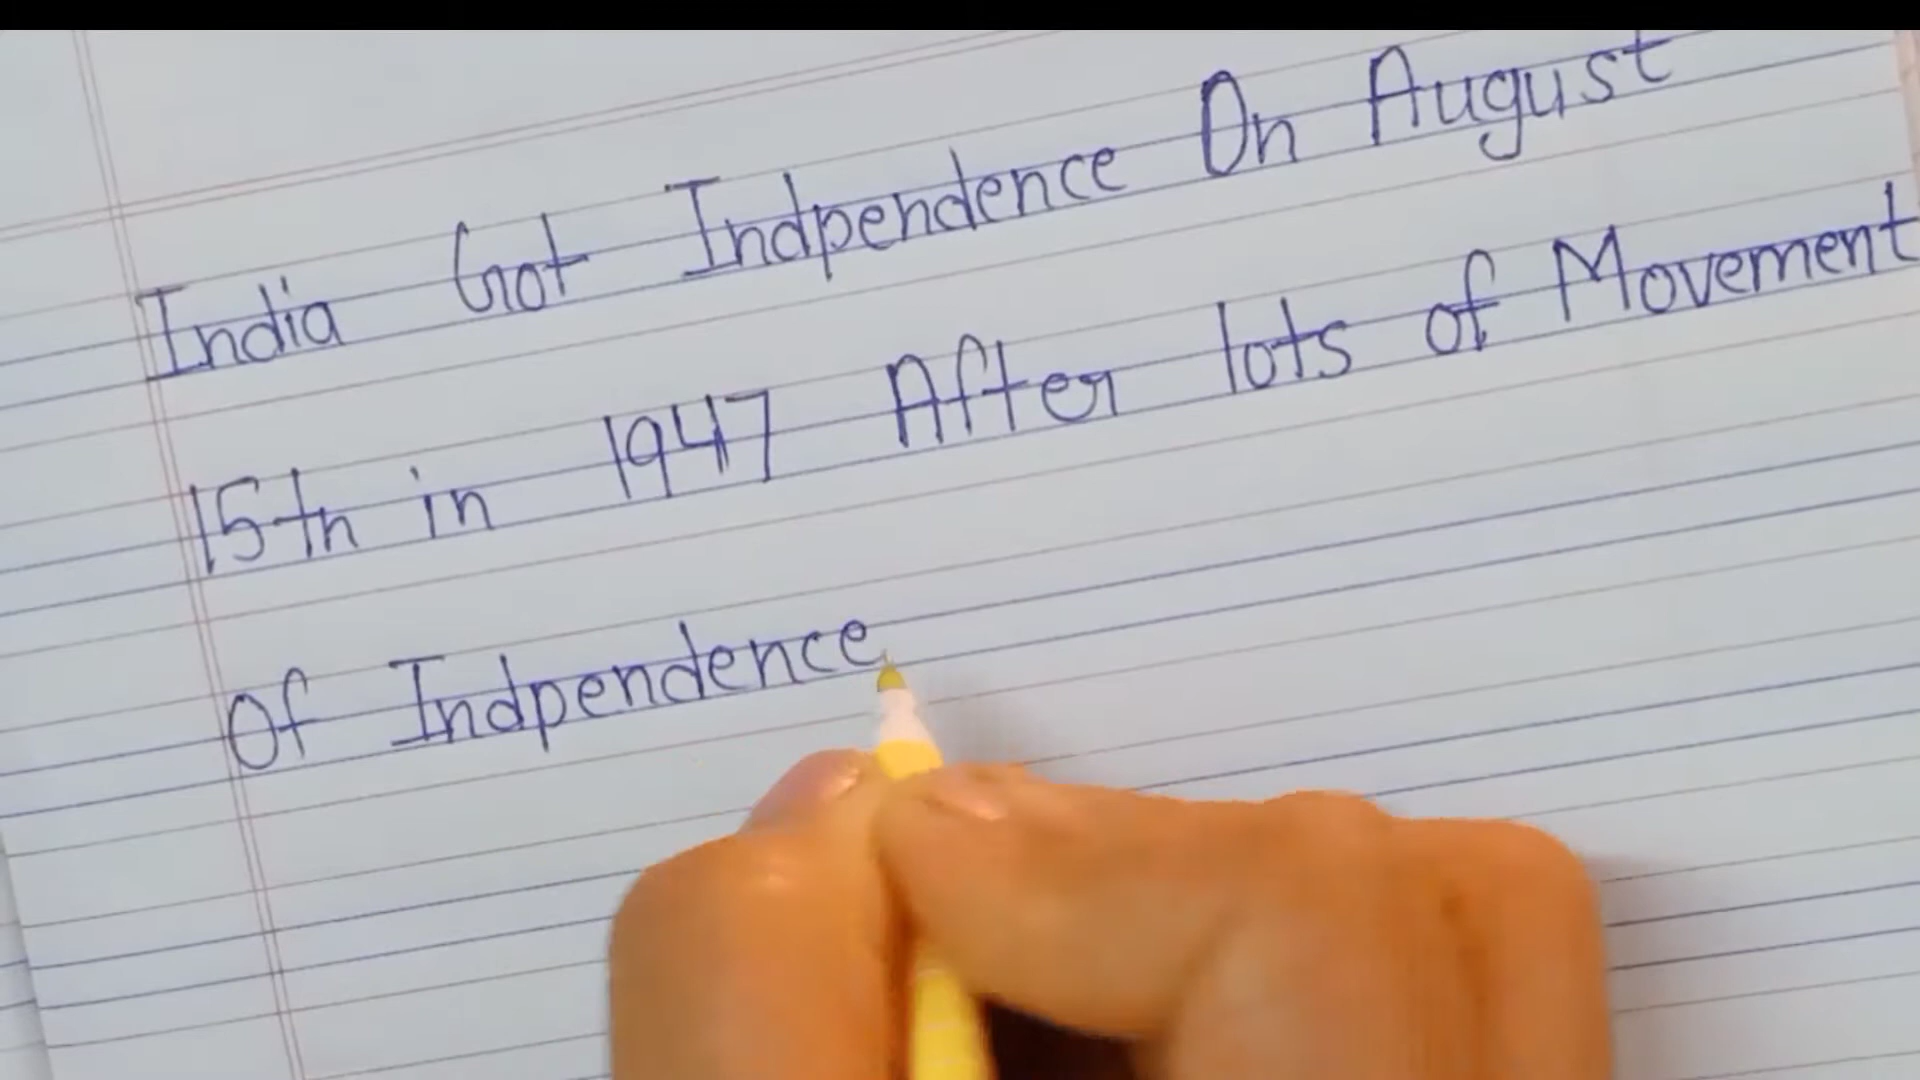 India Got Indpendence On August
15th in 1947 After lots of Movement
Of Indpendence